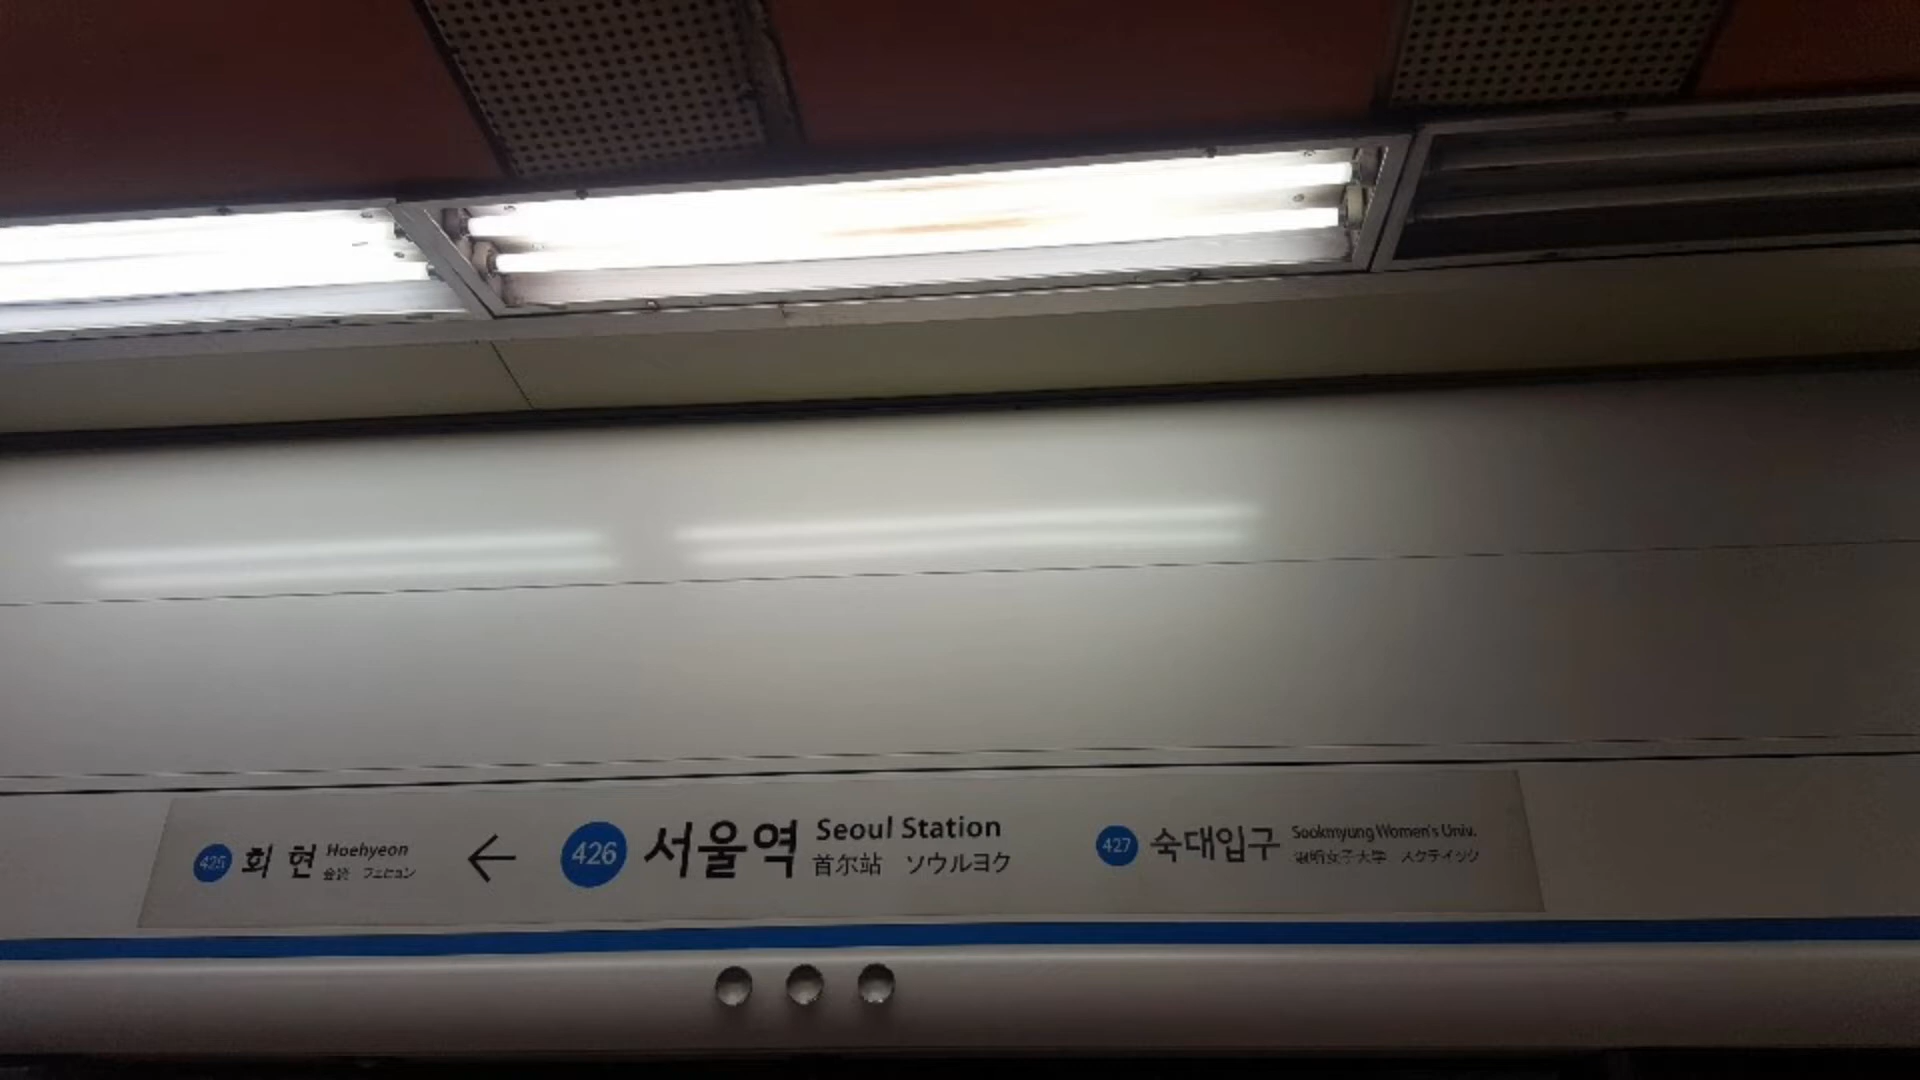 425 회현 Hoehyeon
会賢 フェヒョン
←
426 서울역 Seoul Station
首尔站 ソウルヨク
427 숙대입구 Sookmyung Women's Univ.
淑明女子大学 スクデイック